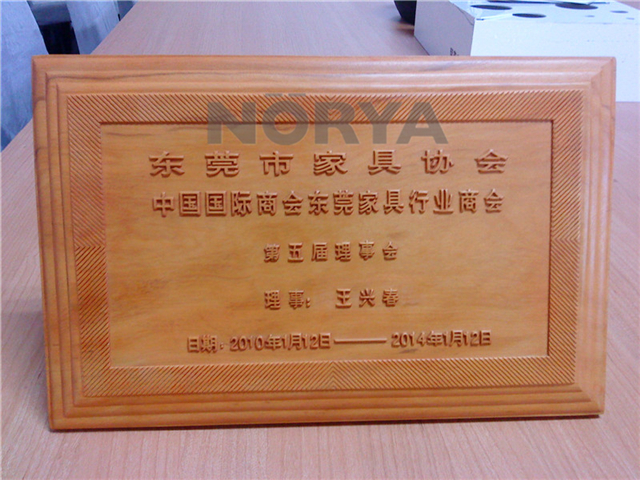 NORYA
东莞市家具协会
中国国际商会东莞家具行业商会
第五届理事会
理事：王兴春
日期：2010年1月12日——2014年1月12日